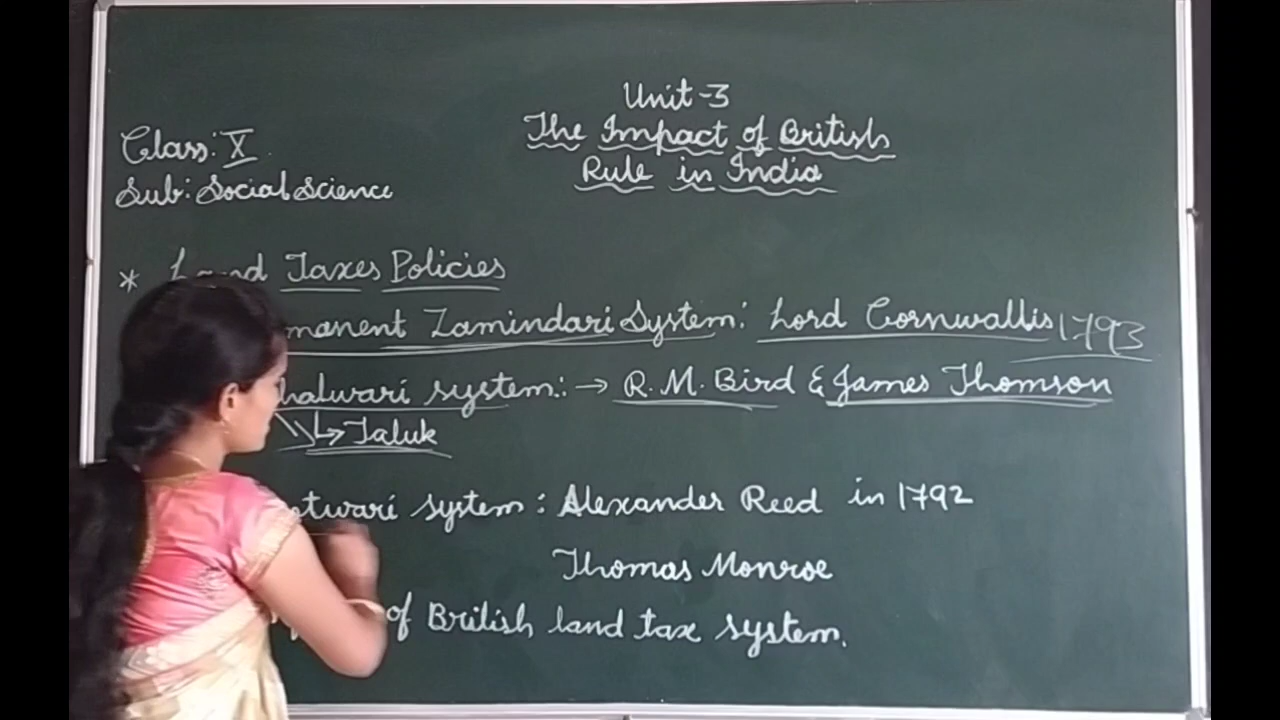 Unit-3
The Impact of British
Rule in India
Class: X
Sub: Social Science
* Land Taxes Policies
manent Zamindari System: Lord Cornwallis 1793
halwari system: → R.M. Bird & James Thomson
↳ Taluk
otwari system: Alexander Reed in 1792
Thomas Monroe
of British land tax system.